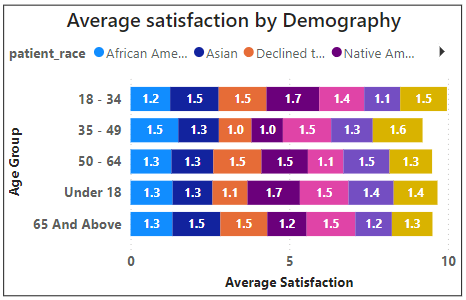 Average satisfaction by Demography
patient_race African Ame... Asian Declined t... Native Am...
18 - 34 1.2 1.5 1.5 1.7 1.4 1.1 1.5
35 - 49 1.5 1.3 1.0 1.0 1.5 1.3 1.6
50 - 64 1.3 1.3 1.5 1.5 1.1 1.5 1.3
Under 18 1.3 1.3 1.1 1.7 1.5 1.4 1.4
65 And Above 1.3 1.5 1.5 1.2 1.5 1.2 1.3
Age Group
0 5 10
Average Satisfaction